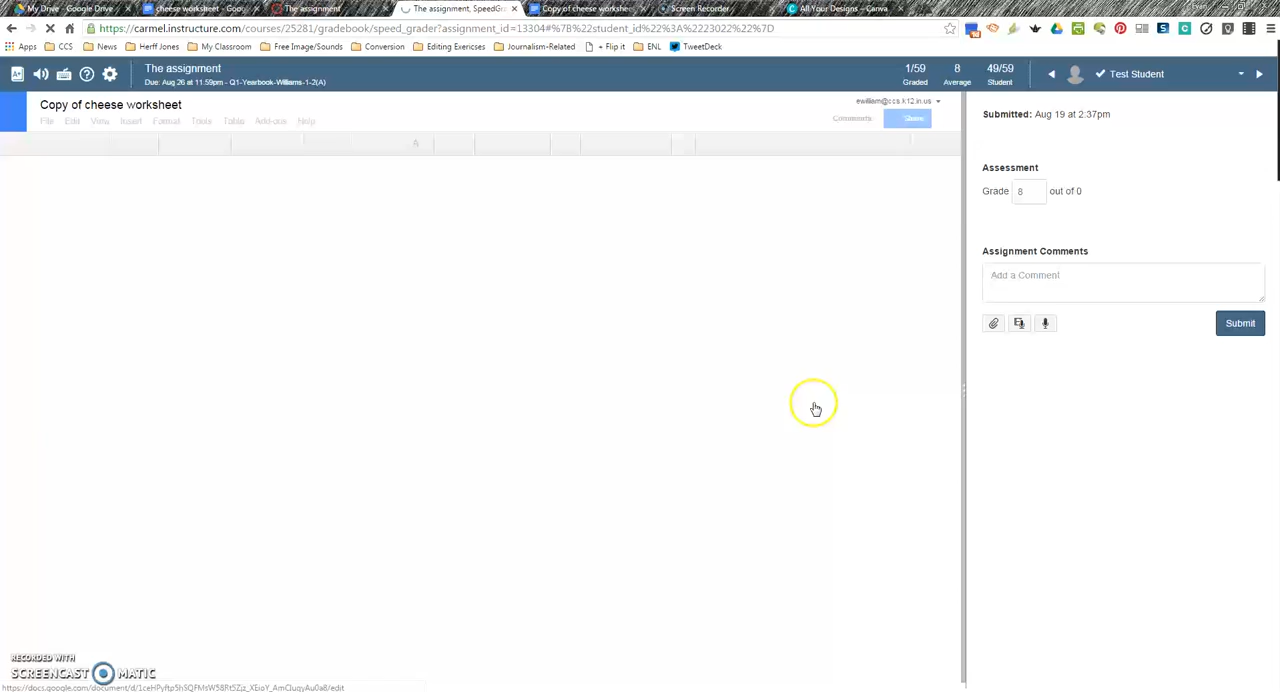 My Drive - Google Drive
cheese worksheet - Goo
The assignment
The assignment, SpeedG
Copy of cheese workshe
Screen Recorder
All Your Designs – Canva
https://carmel.instructure.com/courses/25281/gradebook/speed_grader?assignment_id=13304#%7B%22student_id%22%3A%2223022%22%7D
Apps CCS News Herff Jones My Classroom Free Image/Sounds Conversion Editing Exericses Journalism-Related + Flip it ENL TweetDeck
The assignment
Due: Aug 26 at 11:59pm - Q1-Yearbook-Williams-1-2(A)
1/59
Graded
8
Average
49/59
Student
Test Student
Copy of cheese worksheet
ewilliam@ccs.k12.in.us
File Edit View Insert Format Tools Table Add-ons Help
Comments
Share
Submitted: Aug 19 at 2:37pm
Assessment
Grade 8 out of 0
Assignment Comments
Add a Comment
Submit
RECORDED WITH
SCREENCAST MATIC